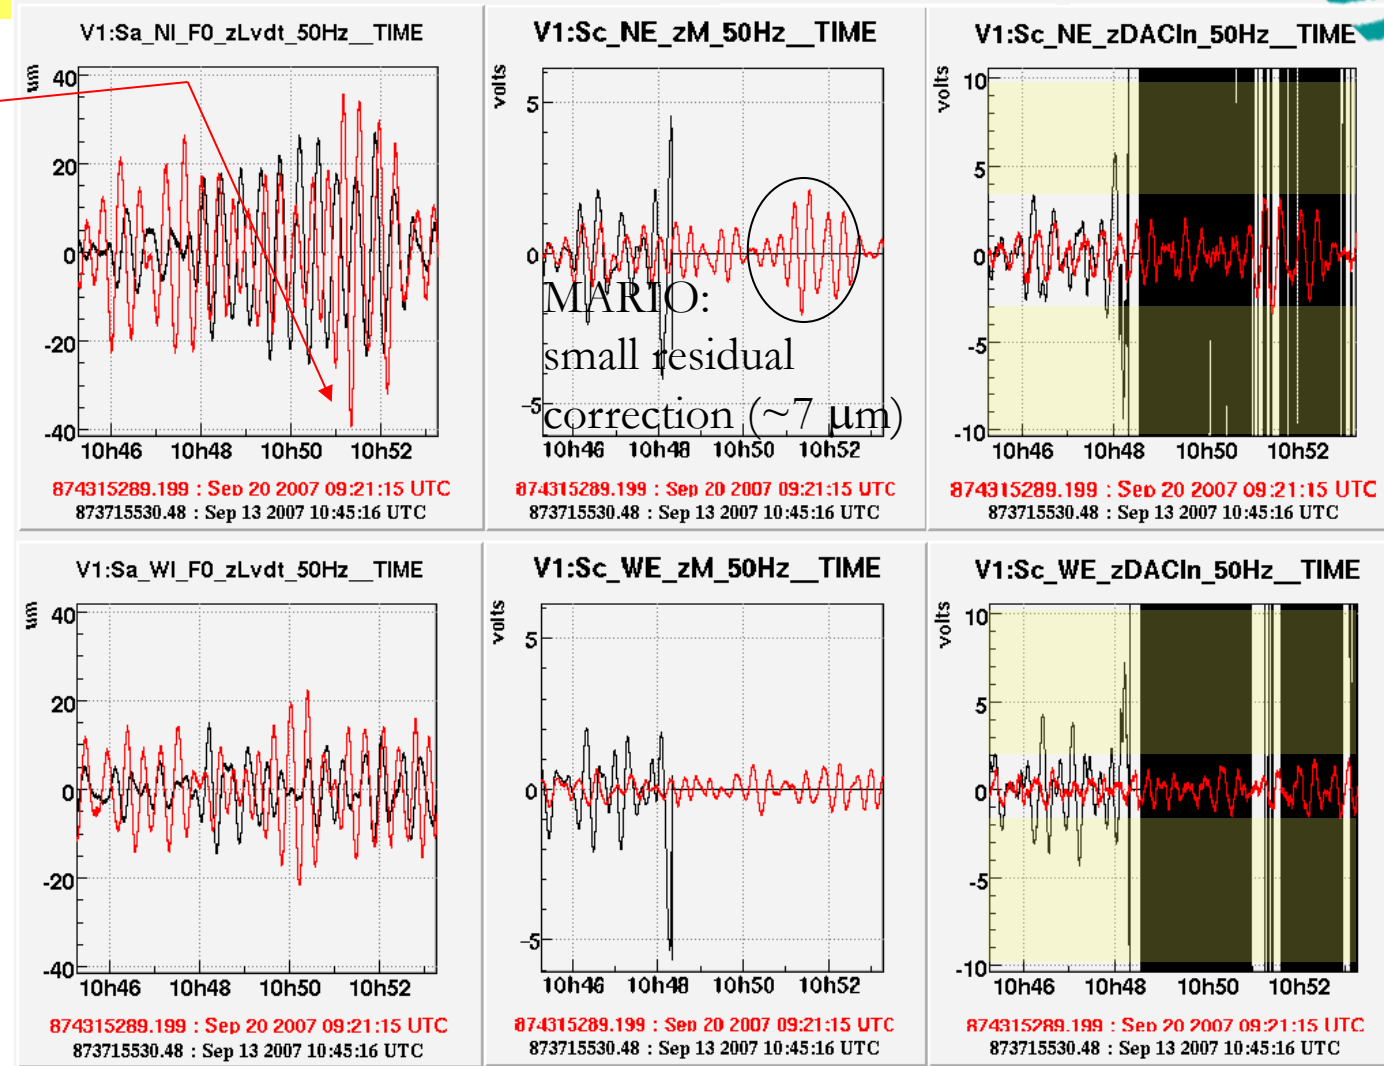 V1:Sa_NI_F0_zLvdt_50Hz__TIME
um
40
20
0
-20
-40
10h46 10h48 10h50 10h52
874315289.199 : Sep 20 2007 09:21:15 UTC
873715530.48 : Sep 13 2007 10:45:16 UTC
V1:Sc_NE_zM_50Hz__TIME
volts
5
0
-5
MARIO:
small residual
correction (~7 μm)
10h46 10h48 10h50 10h52
874315289.199 : Sep 20 2007 09:21:15 UTC
873715530.48 : Sep 13 2007 10:45:16 UTC
V1:Sc_NE_zDACIn_50Hz__TIME
volts
10
5
0
-5
-10
10h46 10h48 10h50 10h52
874315289.199 : Sep 20 2007 09:21:15 UTC
873715530.48 : Sep 13 2007 10:45:16 UTC
V1:Sa_WI_F0_zLvdt_50Hz__TIME
um
40
20
0
-20
-40
10h46 10h48 10h50 10h52
874315289.199 : Sep 20 2007 09:21:15 UTC
873715530.48 : Sep 13 2007 10:45:16 UTC
V1:Sc_WE_zM_50Hz__TIME
volts
5
0
-5
10h46 10h48 10h50 10h52
874315289.199 : Sep 20 2007 09:21:15 UTC
873715530.48 : Sep 13 2007 10:45:16 UTC
V1:Sc_WE_zDACIn_50Hz__TIME
volts
10
5
0
-5
-10
10h46 10h48 10h50 10h52
874315289.199 : Sep 20 2007 09:21:15 UTC
873715530.48 : Sep 13 2007 10:45:16 UTC